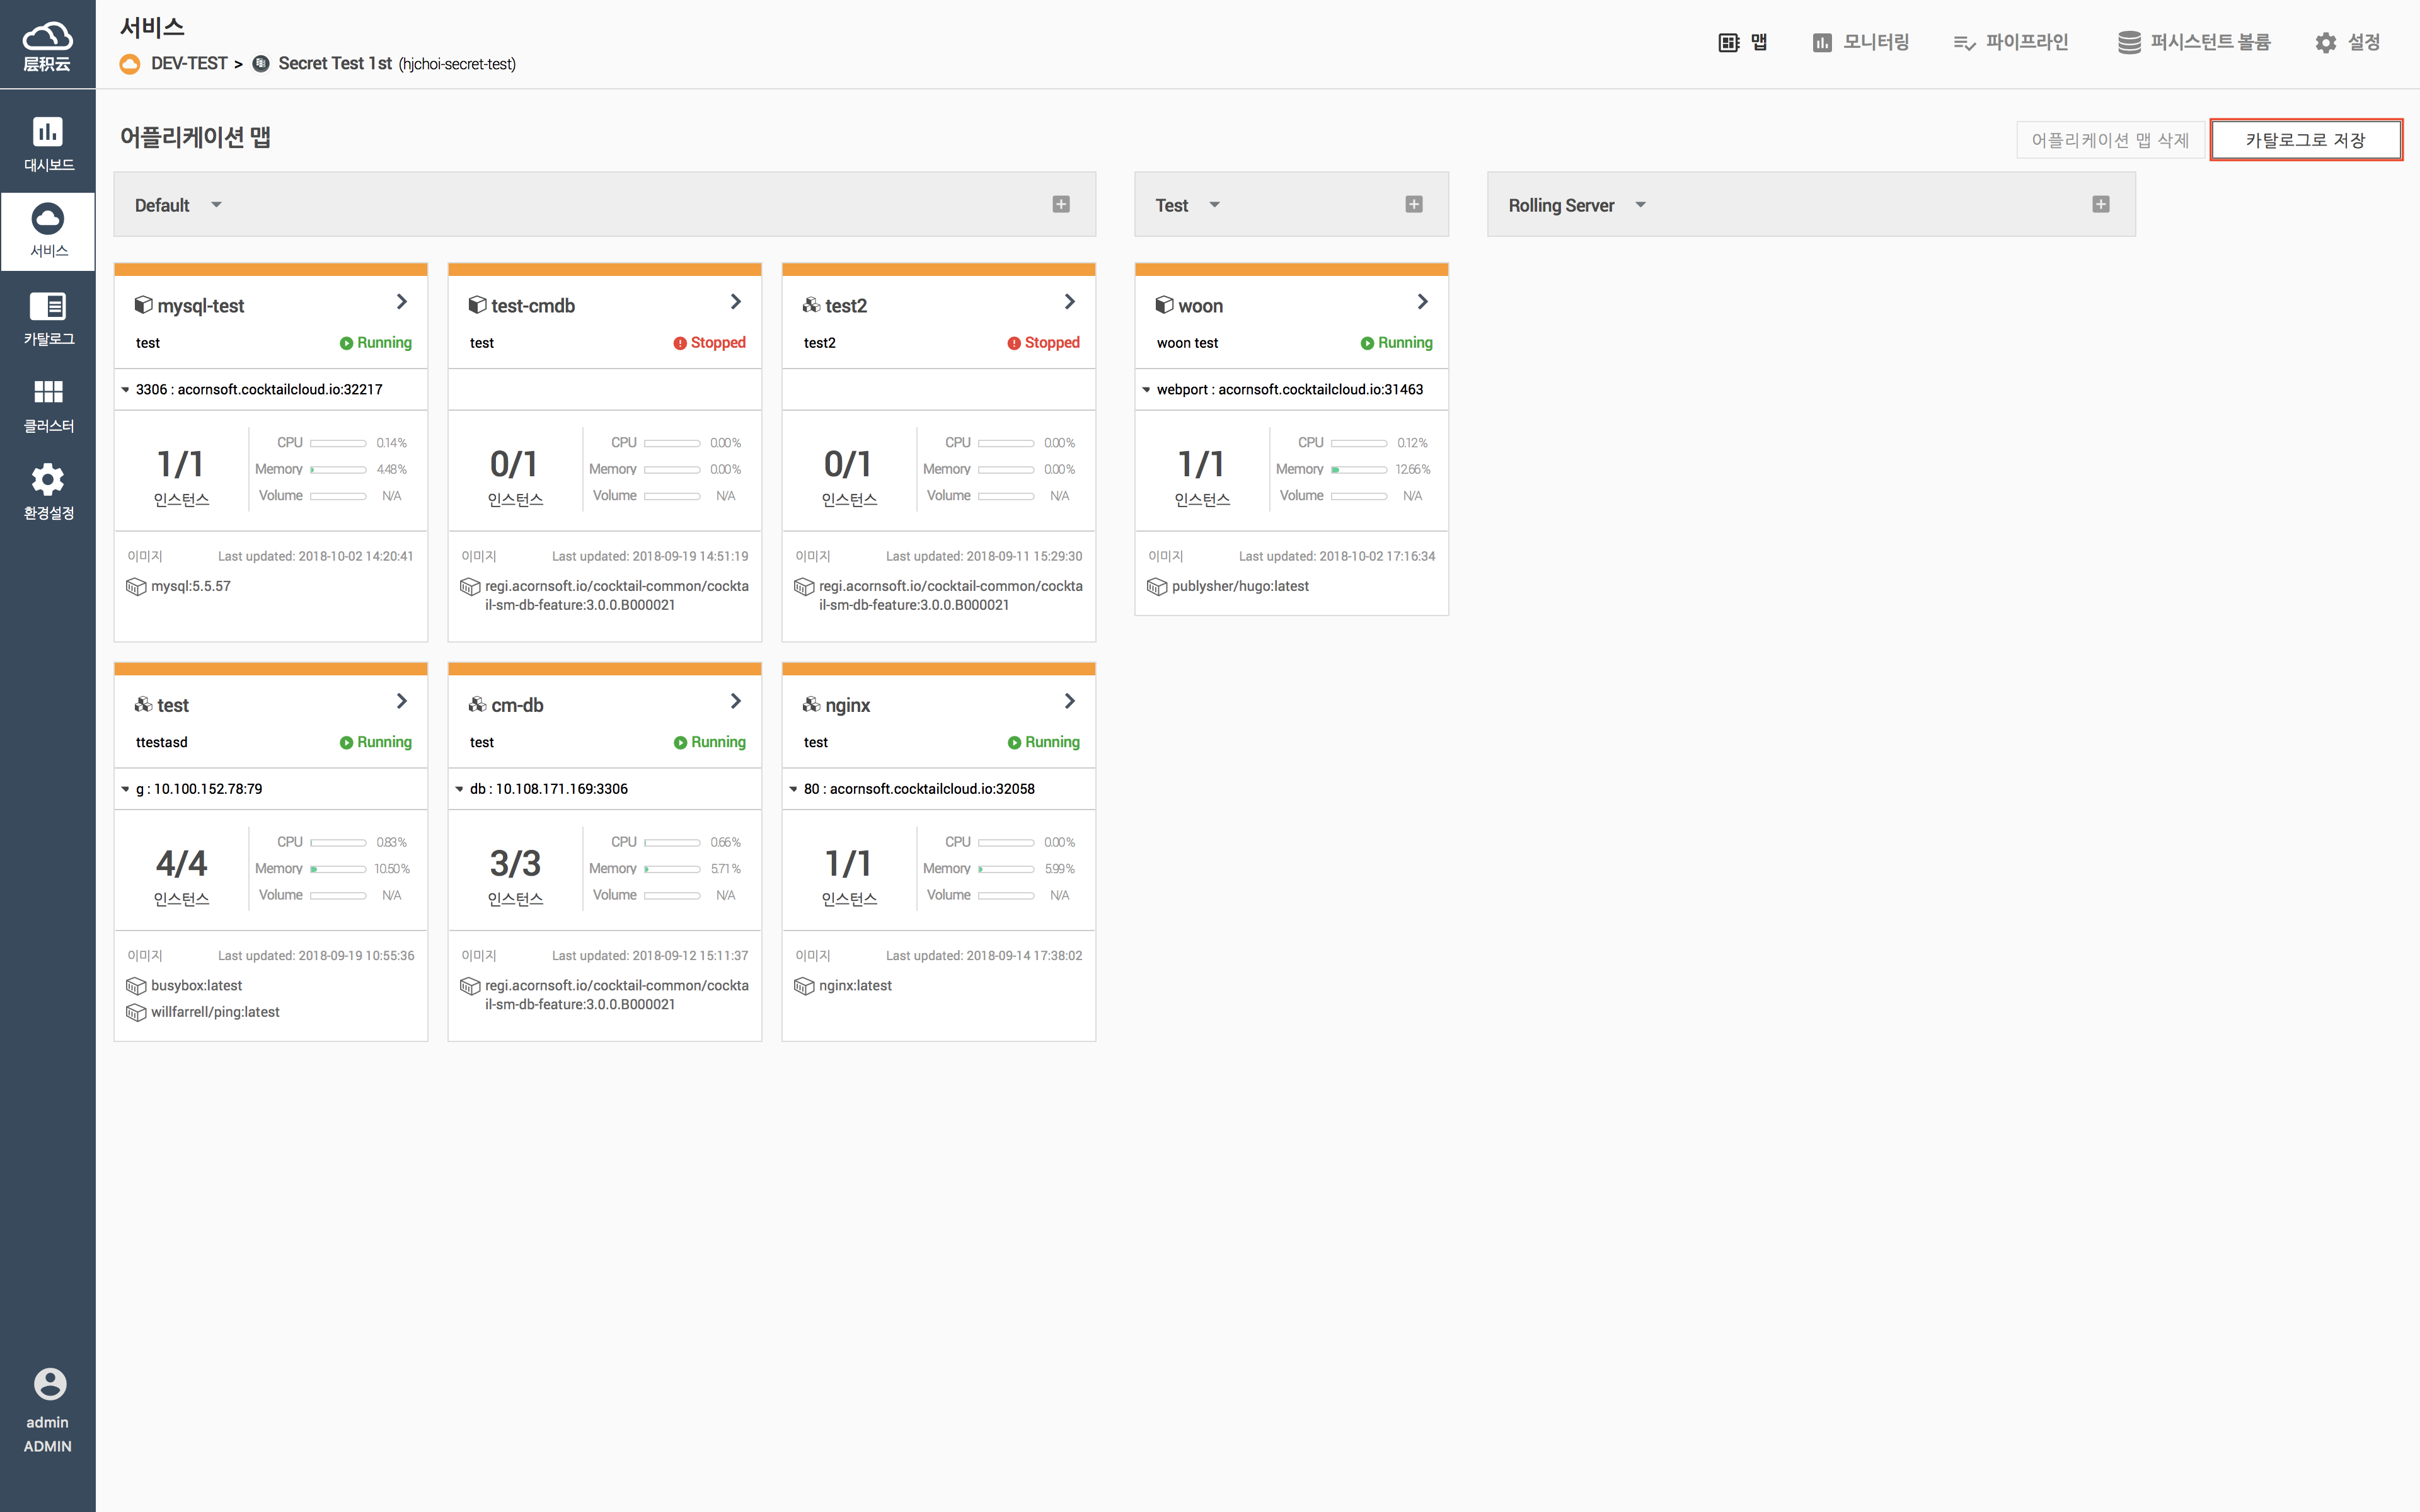 层积云
서비스
DEV-TEST > Secret Test 1st (hjchoi-secret-test)
맵
모니터링
파이프라인
퍼시스턴트 볼륨
설정
대시보드
서비스
카탈로그
클러스터
환경설정
admin
ADMIN
어플리케이션 맵
어플리케이션 맵 삭제
카탈로그로 저장
Default
Test
Rolling Server
mysql-test
test
Running
3306 : acornsoft.cocktailcloud.io:32217
1/1
인스턴스
CPU 0.14%
Memory 4.48%
Volume N/A
이미지 Last updated: 2018-10-02 14:20:41
mysql:5.5.57
test-cmdb
test
Stopped
0/1
인스턴스
CPU 0.00%
Memory 0.00%
Volume N/A
이미지 Last updated: 2018-09-19 14:51:19
regi.acornsoft.io/cocktail-common/cockta
il-sm-db-feature:3.0.0.B000021
test2
test2
Stopped
0/1
인스턴스
CPU 0.00%
Memory 0.00%
Volume N/A
이미지 Last updated: 2018-09-11 15:29:30
regi.acornsoft.io/cocktail-common/cockta
il-sm-db-feature:3.0.0.B000021
woon
woon test
Running
webport : acornsoft.cocktailcloud.io:31463
1/1
인스턴스
CPU 0.12%
Memory 12.66%
Volume N/A
이미지 Last updated: 2018-10-02 17:16:34
publysher/hugo:latest
test
ttestasd
Running
g : 10.100.152.78:79
4/4
인스턴스
CPU 0.83%
Memory 10.50%
Volume N/A
이미지 Last updated: 2018-09-19 10:55:36
busybox:latest
willfarrell/ping:latest
cm-db
test
Running
db : 10.108.171.169:3306
3/3
인스턴스
CPU 0.66%
Memory 5.71%
Volume N/A
이미지 Last updated: 2018-09-12 15:11:37
regi.acornsoft.io/cocktail-common/cockta
il-sm-db-feature:3.0.0.B000021
nginx
test
Running
80 : acornsoft.cocktailcloud.io:32058
1/1
인스턴스
CPU 0.00%
Memory 5.99%
Volume N/A
이미지 Last updated: 2018-09-14 17:38:02
nginx:latest